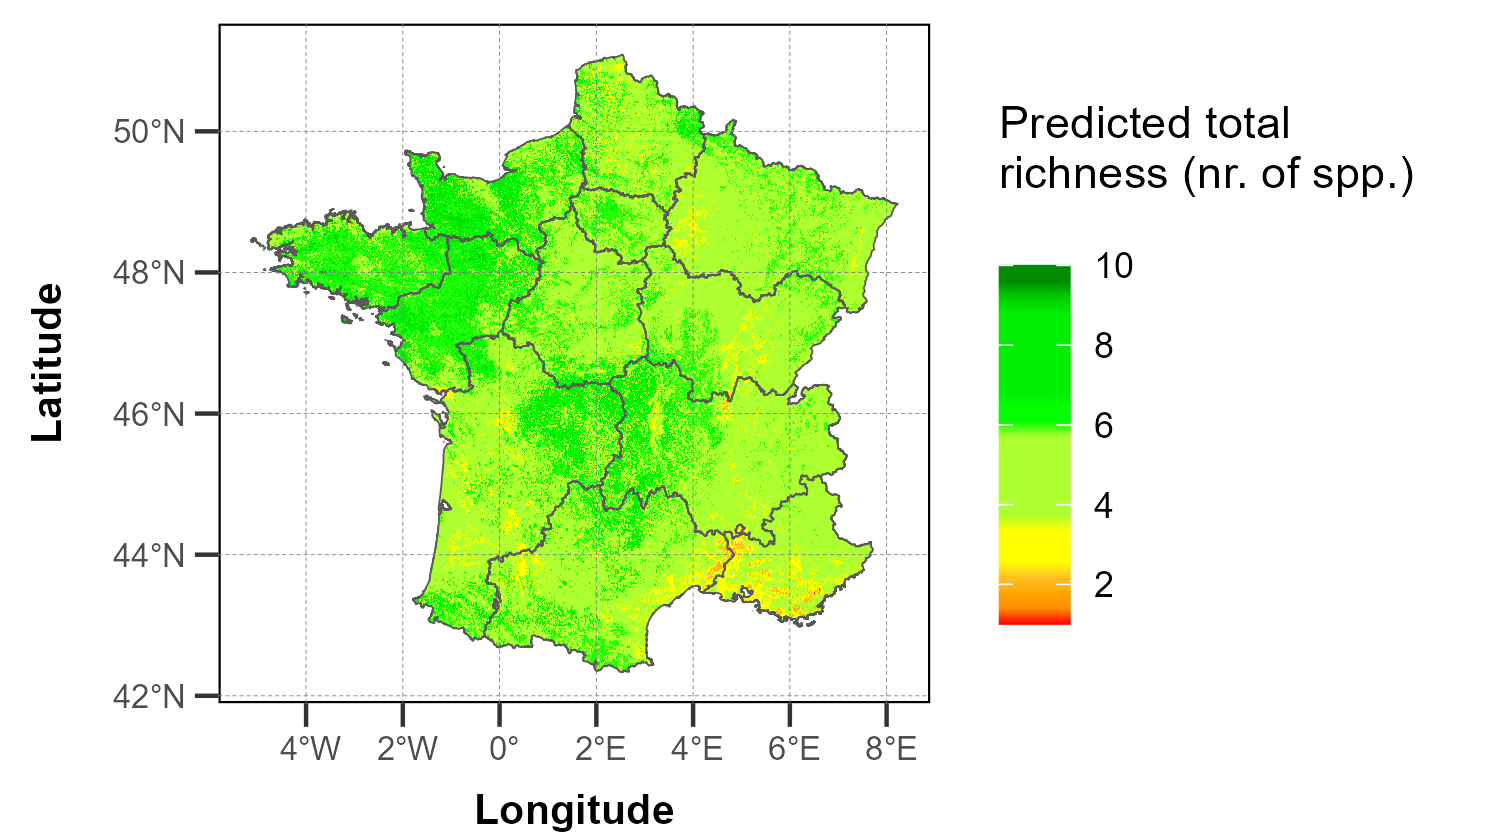 Latitude
50°N
48°N
46°N
44°N
42°N
4°W 2°W 0° 2°E 4°E 6°E 8°E
Longitude
Predicted total
richness (nr. of spp.)
10
8
6
4
2